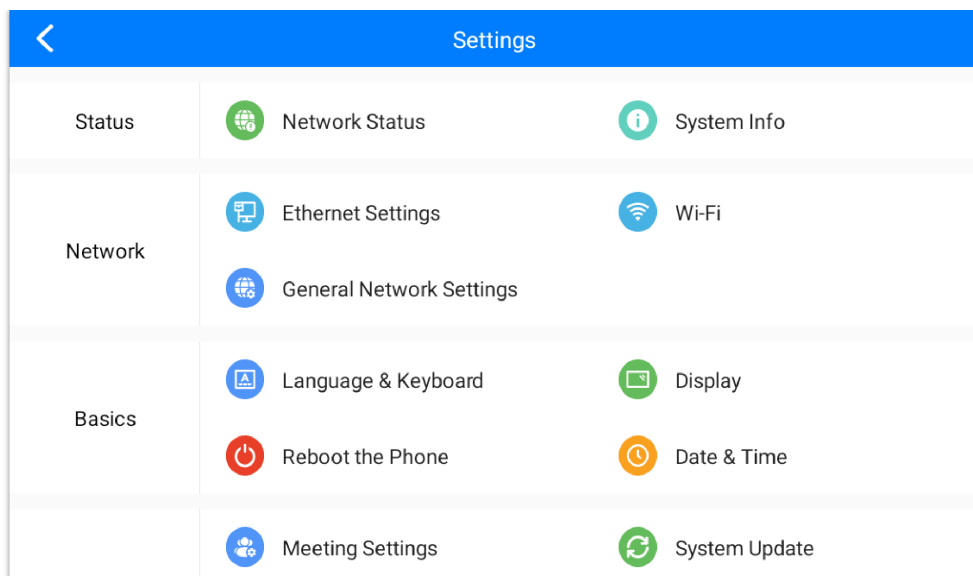 Settings
Status
Network Status
System Info
Network
Ethernet Settings
Wi-Fi
General Network Settings
Basics
Language & Keyboard
Display
Reboot the Phone
Date & Time
Meeting Settings
System Update